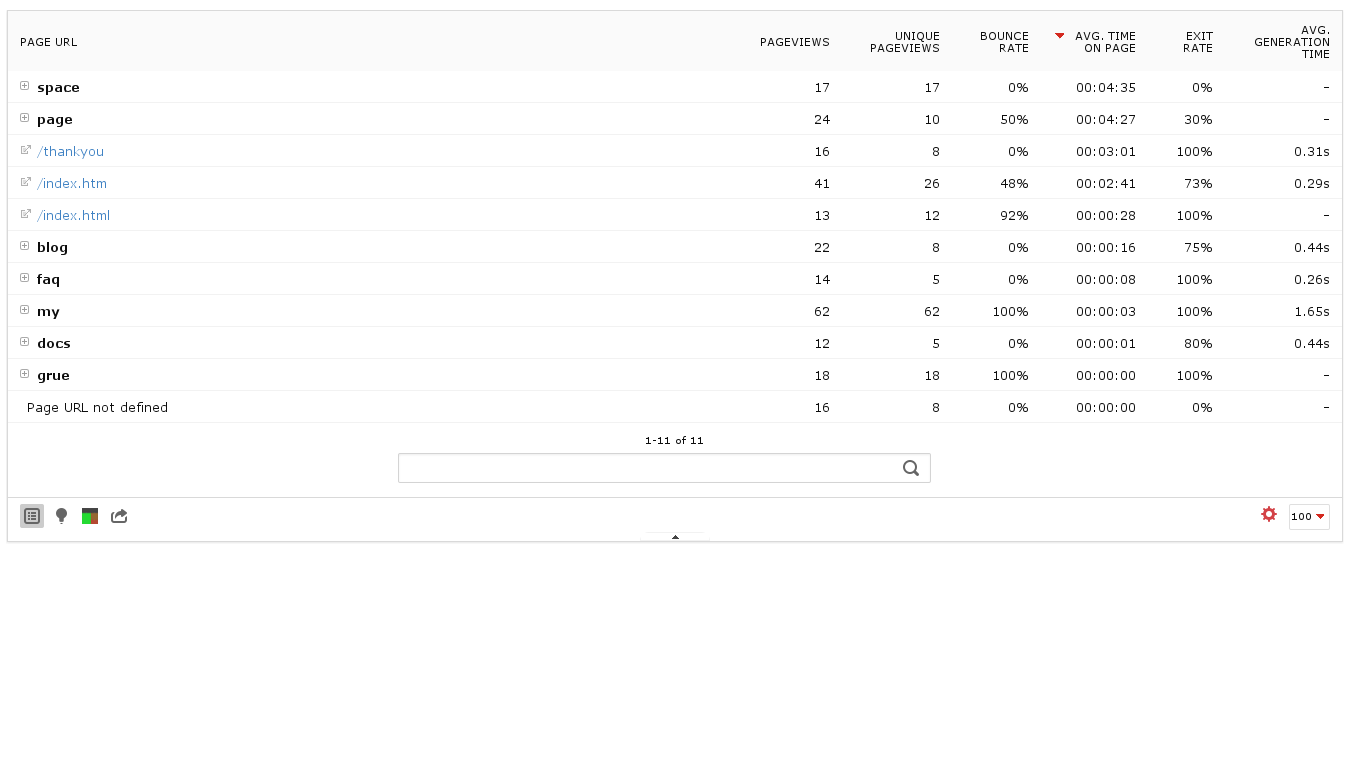 PAGE URL PAGEVIEWS UNIQUE PAGEVIEWS BOUNCE RATE AVG. TIME ON PAGE EXIT RATE AVG. GENERATION TIME
space 17 17 0% 00:04:35 0% -
page 24 10 50% 00:04:27 30% -
/thankyou 16 8 0% 00:03:01 100% 0.31s
/index.htm 41 26 48% 00:02:41 73% 0.29s
/index.html 13 12 92% 00:00:28 100% -
blog 22 8 0% 00:00:16 75% 0.44s
faq 14 5 0% 00:00:08 100% 0.26s
my 62 62 100% 00:00:03 100% 1.65s
docs 12 5 0% 00:00:01 80% 0.44s
grue 18 18 100% 00:00:00 100% -
Page URL not defined 16 8 0% 00:00:00 0% -
1-11 of 11
100